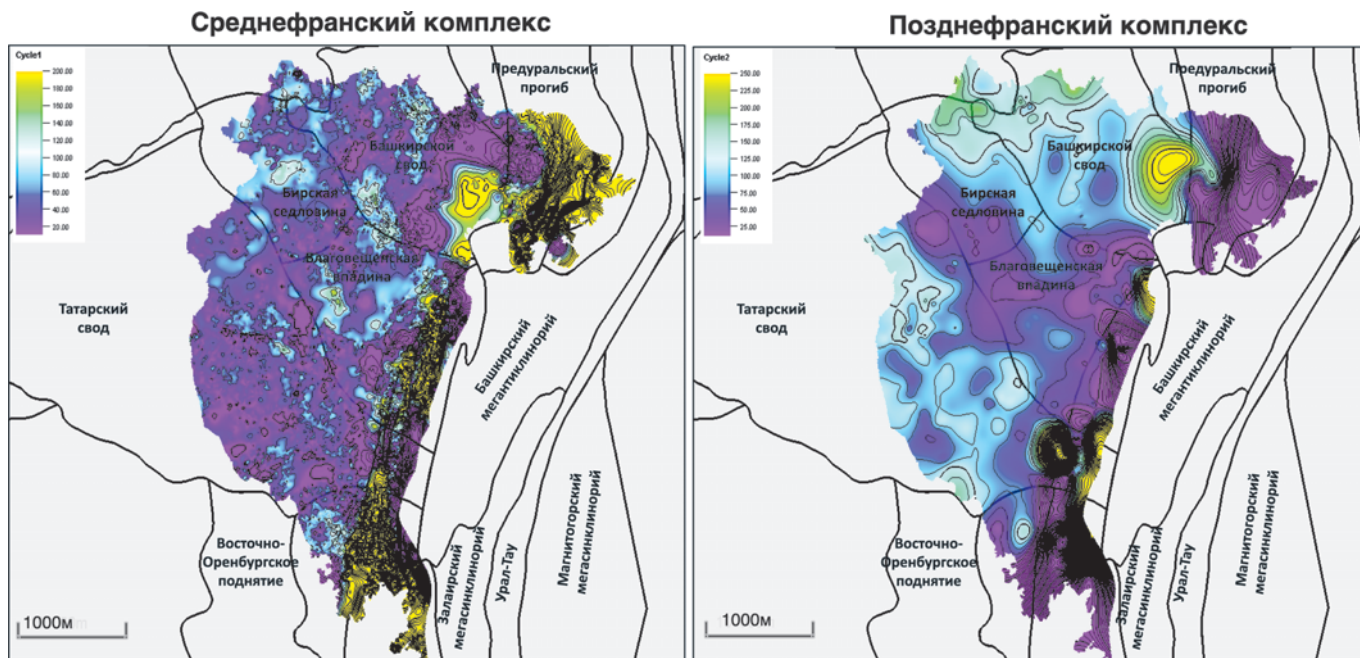 Среднефранский комплекс
Cycle1
200.00
180.00
160.00
140.00
120.00
100.00
80.00
60.00
40.00
20.00
Предуральский
прогиб
Башкирской
свод
Бирская
седловина
Благовещенская
впадина
Татарский
свод
Башкирский
мегантиклинорий
Восточно-
Оренбургское
поднятие
Залаирский
мегасинклинорий
Урал-Тау
Магнитогорский
мегасинклинорий
1000м
Позднефранский комплекс
Cycle2
250.00
225.00
200.00
175.00
150.00
125.00
100.00
75.00
50.00
25.00
Предуральский
прогиб
Башкирской
свод
Бирская
седловина
Благовещенская
впадина
Татарский
свод
Башкирский
мегантиклинорий
Восточно-
Оренбургское
поднятие
Залаирский
мегасинклинорий
Урал-Тау
Магнитогорский
мегасинклинорий
1000м